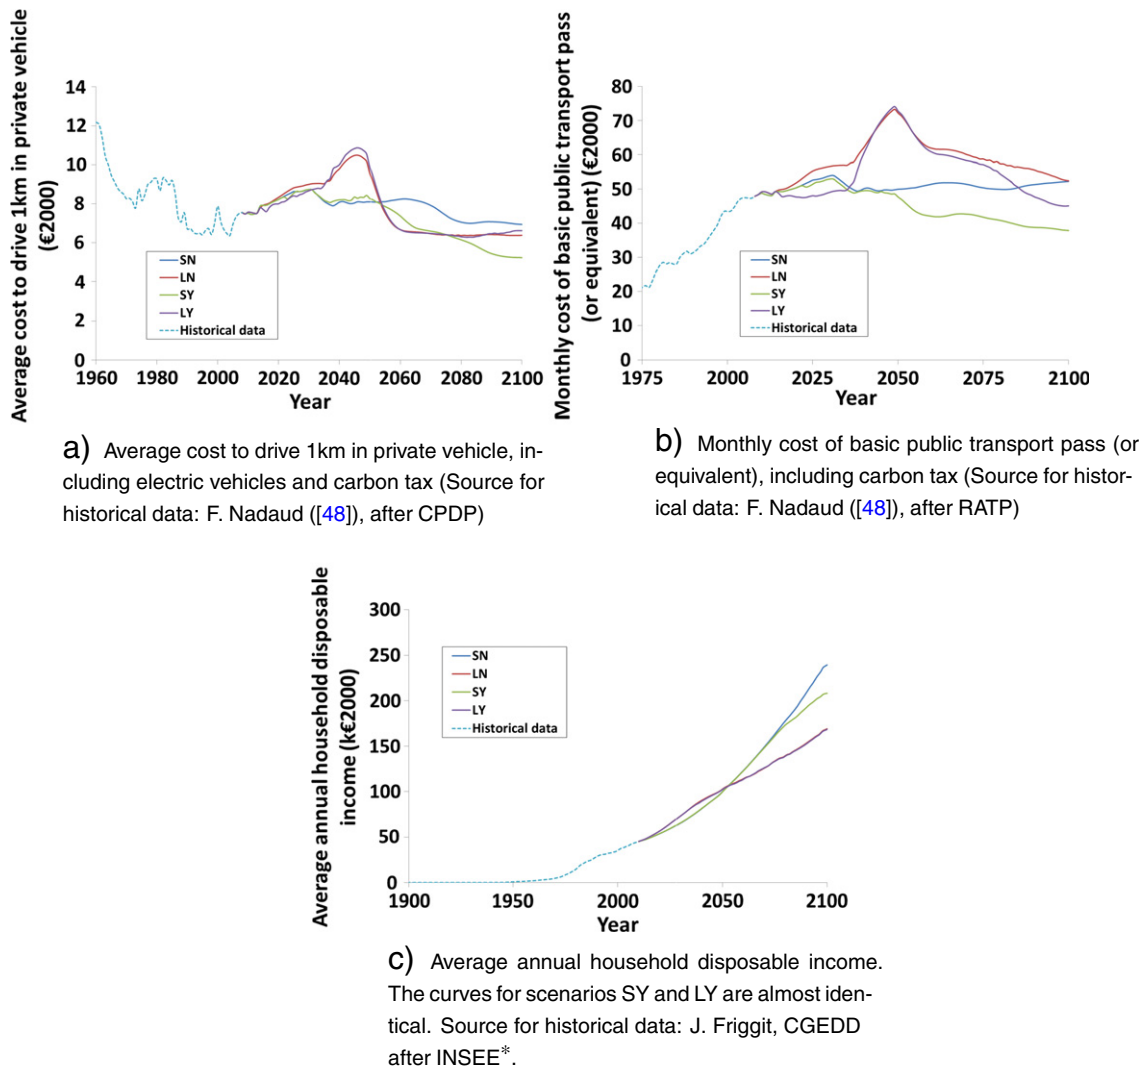 Average cost to drive 1km in private vehicle
(€2000)
14
12
10
8
6
4
2
0
1960 1980 2000 2020 2040 2060 2080 2100
Year
SN
LN
SY
LY
Historical data
a) Average cost to drive 1km in private vehicle, in-
cluding electric vehicles and carbon tax (Source for
historical data: F. Nadaud ([48]), after CPDP)
Monthly cost of basic public transport pass
(or equivalent) (€2000)
80
70
60
50
40
30
20
10
0
1975 2000 2025 2050 2075 2100
Year
SN
LN
SY
LY
Historical data
b) Monthly cost of basic public transport pass (or
equivalent), including carbon tax (Source for histor-
ical data: F. Nadaud ([48]), after RATP)
Average annual household disposable
income (k€2000)
300
250
200
150
100
50
0
1900 1950 2000 2050 2100
Year
SN
LN
SY
LY
Historical data
c) Average annual household disposable income.
The curves for scenarios SY and LY are almost iden-
tical. Source for historical data: J. Friggit, CGEDD
after INSEE*.